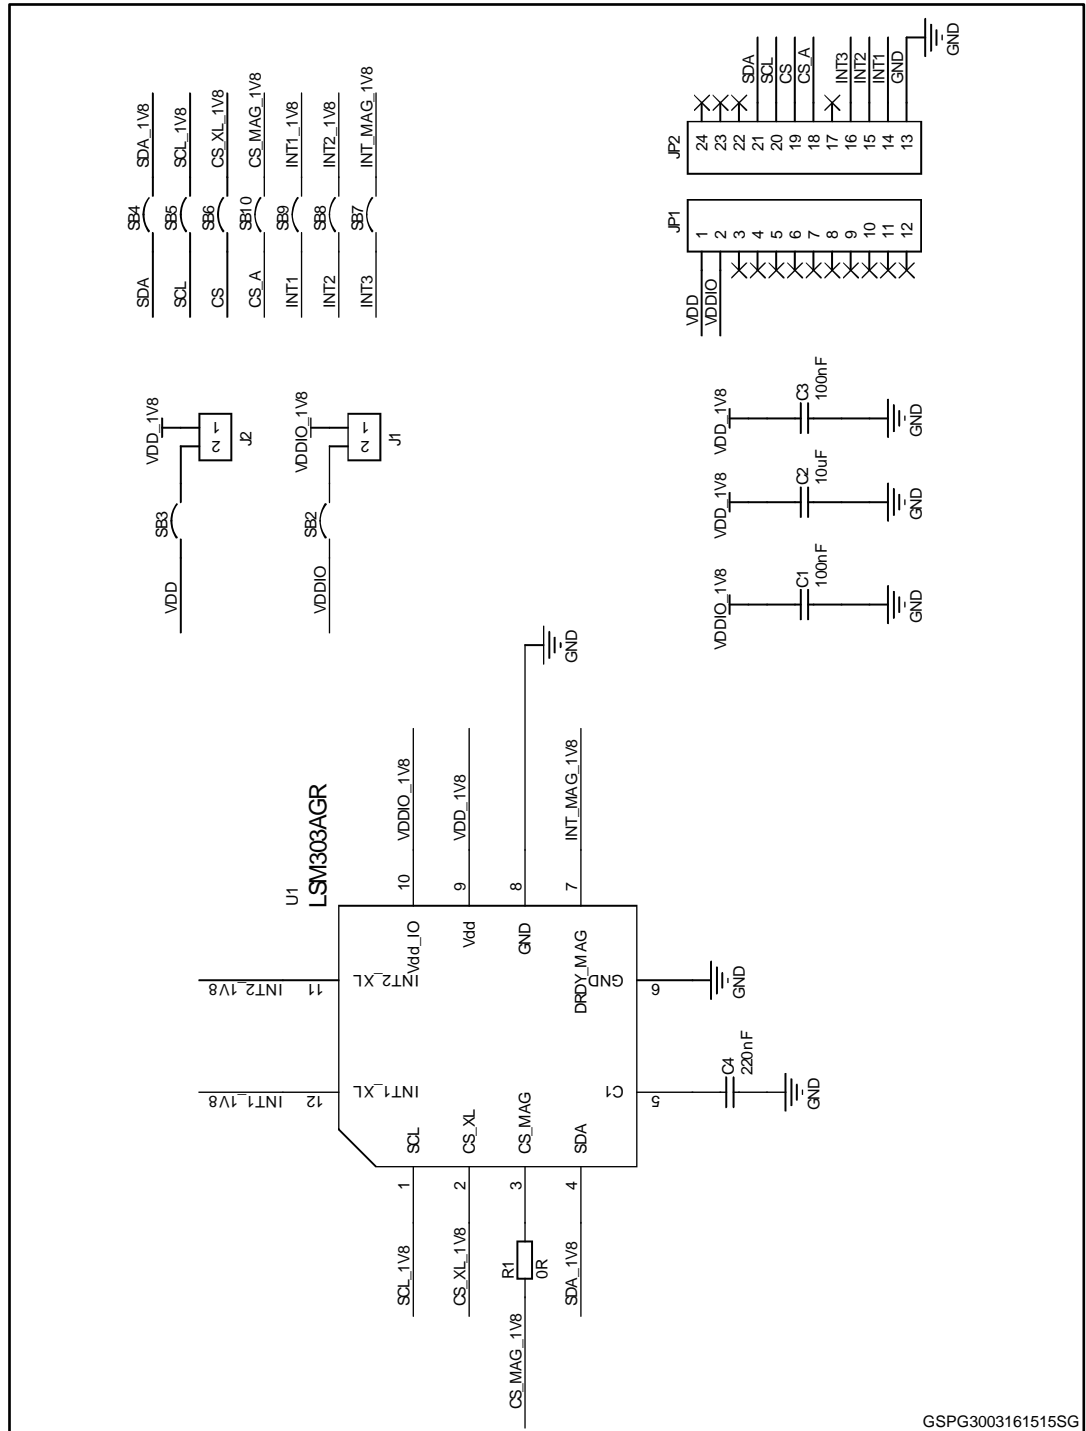 SDA SB4 SDA_1V8
SCL SB5 SCL_1V8
CS SB6 CS_XL_1V8
CS_A SB10 CS_MAG_1V8
INT1 SB9 INT1_1V8
INT2 SB8 INT2_1V8
INT3 SB7 INT_MAG_1V8
VDD SB3 VDD_1V8
2 1
J2
VDDIO SB2 VDDIO_1V8
2 1
J1
JP2
24
23
22
21 SDA
20 SCL
19 CS
18 CS_A
17
16 INT3
15 INT2
14 INT1
13 GND
GND
JP1
VDD 1
VDDIO 2
3
4
5
6
7
8
9
10
11
12
VDDIO_1V8
C1
100nF
GND
VDD_1V8
C2
10uF
GND
VDD_1V8
C3
100nF
GND
U1
LSM303AGR
SCL_1V8 1 SCL
CS_XL_1V8 2 CS_XL
CS_MAG_1V8 R1 0R 3 CS_MAG
SDA_1V8 4 SDA
C1 5
C4
220nF
GND
GND 6
GND
DRDY_MAG 7 INT_MAG_1V8
GND 8
GND
Vdd 9 VDD_1V8
Vdd_IO 10 VDDIO_1V8
INT2_XL 11 INT2_1V8
INT1_XL 12 INT1_1V8
GSPG3003161515SG